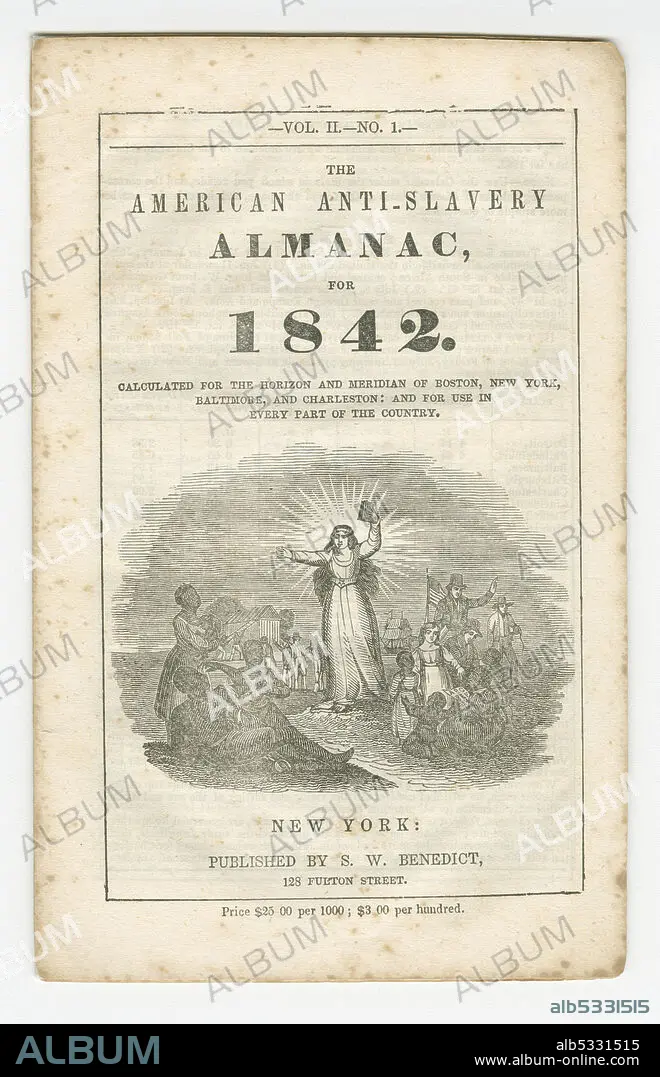 —VOL. II.—NO. 1.—
THE
AMERICAN ANTI-SLAVERY
ALMANAC,
FOR
1842.
CALCULATED FOR THE HORIZON AND MERIDIAN OF BOSTON, NEW YORK,
BALTIMORE, AND CHARLESTON: AND FOR USE IN
EVERY PART OF THE COUNTRY.
NEW YORK:
PUBLISHED BY S. W. BENEDICT,
128 FULTON STREET.
Price $25 00 per 1000; $3 00 per hundred.
alb5331515
ALBUM
alb5331515
www.album-online.com